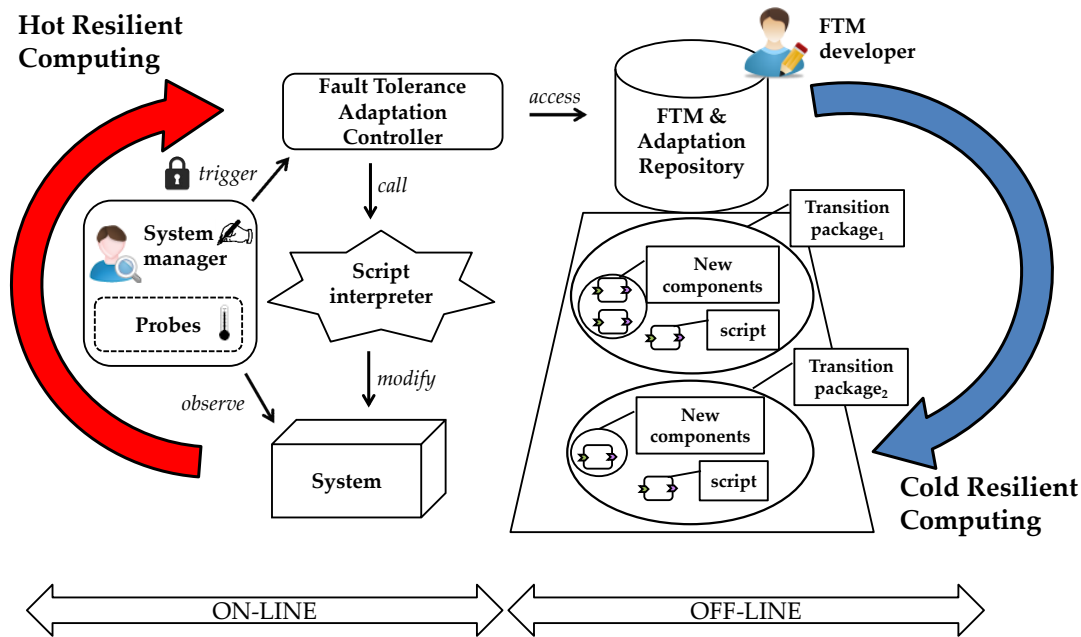 Hot Resilient
Computing
Fault Tolerance
Adaptation
Controller
access
FTM
developer
FTM &
Adaptation
Repository
trigger
call
System
manager
Probes
Script
interpreter
observe
modify
System
Transition
package₁
New
components
script
Transition
package₂
New
components
script
Cold Resilient
Computing
ON-LINE
OFF-LINE